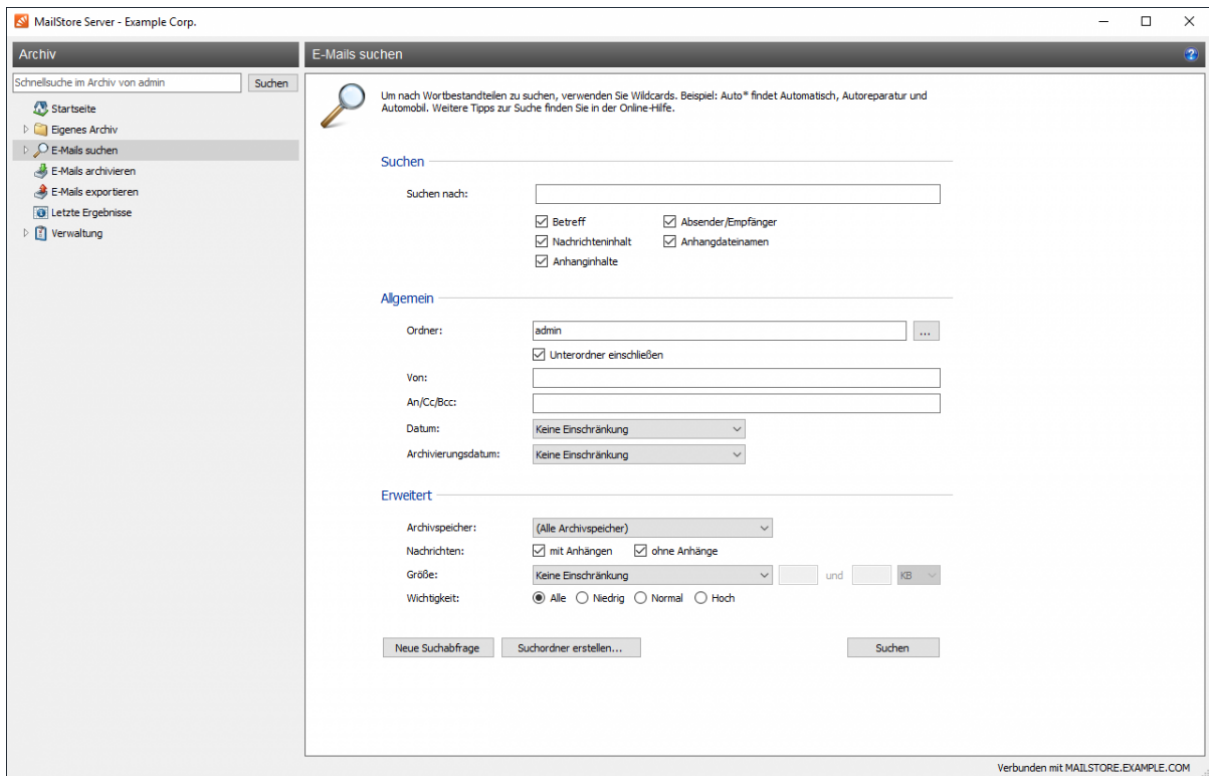 MailStore Server - Example Corp.
Archiv
Schnellsuche im Archiv von admin Suchen
Startseite
Eigenes Archiv
E-Mails suchen
E-Mails archivieren
E-Mails exportieren
Letzte Ergebnisse
Verwaltung
E-Mails suchen
Um nach Wortbestandteilen zu suchen, verwenden Sie Wildcards. Beispiel: Auto* findet Automatisch, Autoreparatur und
Automobil. Weitere Tipps zur Suche finden Sie in der Online-Hilfe.
Suchen
Suchen nach:
Betreff Absender/Empfänger
Nachrichteninhalt Anhangdateinamen
Anhanginhalte
Allgemein
Ordner: admin ...
Unterordner einschließen
Von:
An/Cc/Bcc:
Datum: Keine Einschränkung
Archivierungsdatum: Keine Einschränkung
Erweitert
Archivspeicher: (Alle Archivspeicher)
Nachrichten: mit Anhängen ohne Anhänge
Größe: Keine Einschränkung und KB
Wichtigkeit: Alle Niedrig Normal Hoch
Neue Suchabfrage Suchordner erstellen... Suchen
Verbunden mit MAILSTORE.EXAMPLE.COM